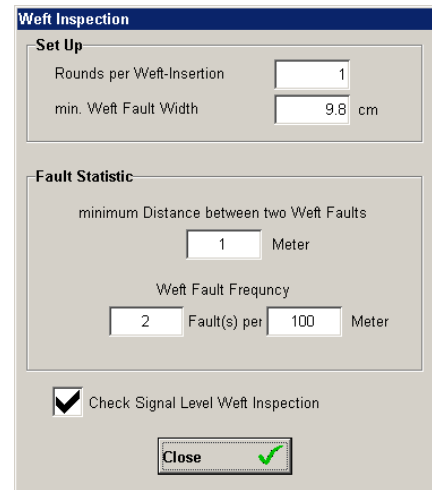 Weft Inspection
Set Up
Rounds per Weft-Insertion 1
min. Weft Fault Width 9.8 cm
Fault Statistic
minimum Distance between two Weft Faults
1 Meter
Weft Fault Frequncy
2 Fault(s) per 100 Meter
Check Signal Level Weft Inspection
Close